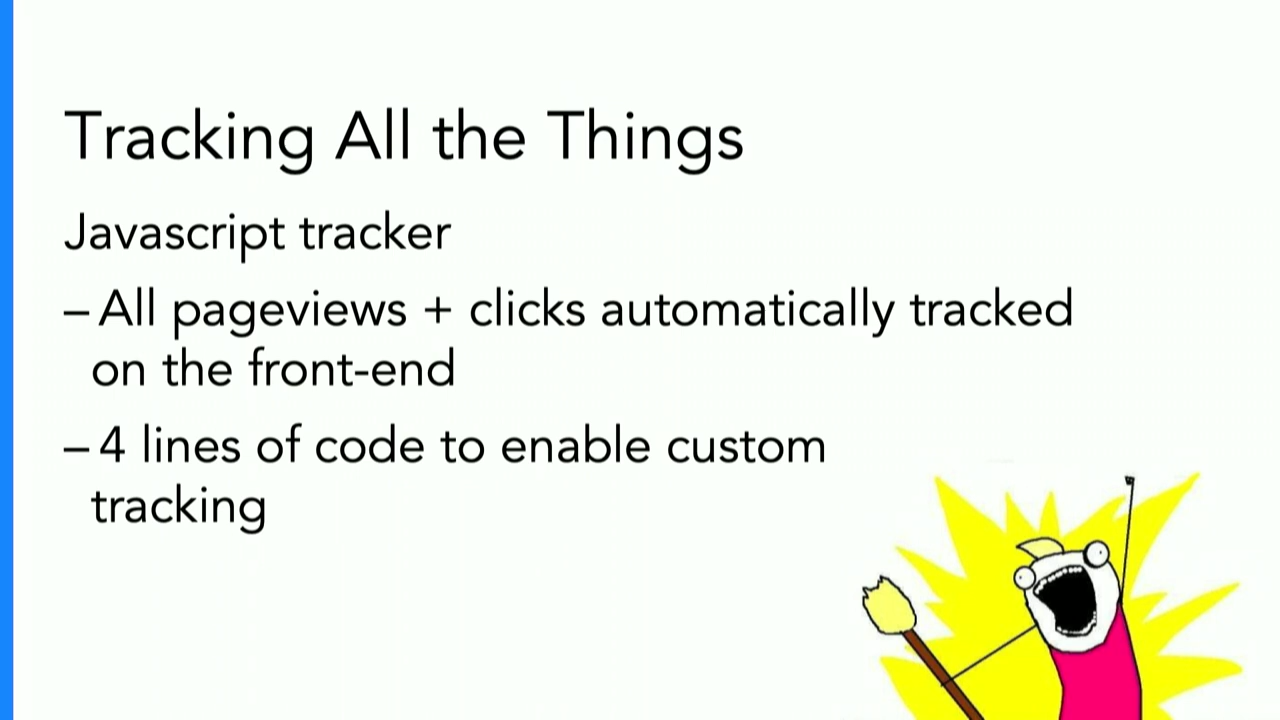 Tracking All the Things
Javascript tracker
– All pageviews + clicks automatically tracked
on the front-end
– 4 lines of code to enable custom
tracking